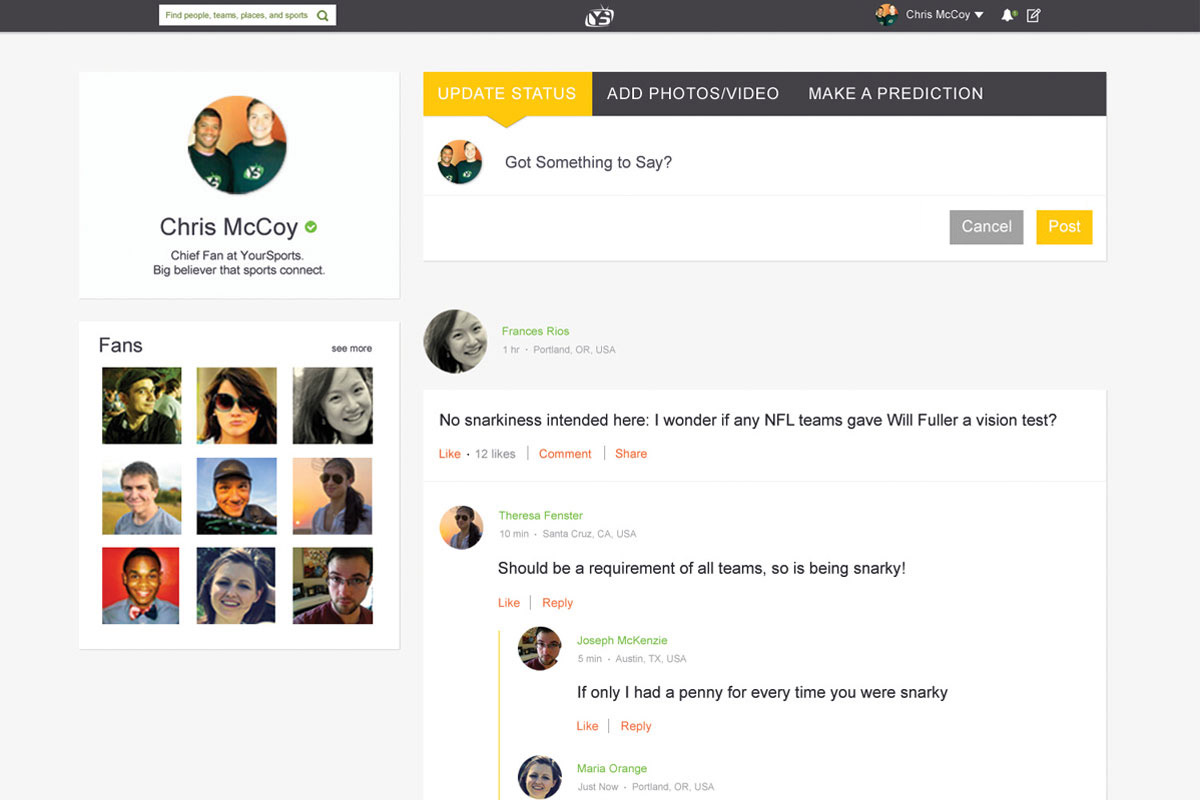 Find people, teams, places, and sports
YS
Chris McCoy
Chris McCoy
Chief Fan at YourSports.
Big believer that sports connect.
Fans
see more
UPDATE STATUS
ADD PHOTOS/VIDEO
MAKE A PREDICTION
Got Something to Say?
Cancel
Post
Frances Rios
1 hr · Portland, OR, USA
No snarkiness intended here: I wonder if any NFL teams gave Will Fuller a vision test?
Like · 12 likes
Comment
Share
Theresa Fenster
10 min · Santa Cruz, CA, USA
Should be a requirement of all teams, so is being snarky!
Like
Reply
Joseph McKenzie
5 min · Austin, TX, USA
If only I had a penny for every time you were snarky
Like
Reply
Maria Orange
Just Now · Portland, OR, USA